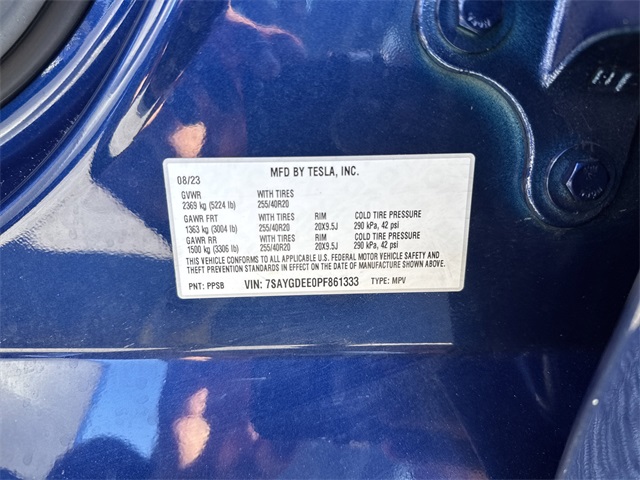 MFD BY TESLA, INC.
08/23
GVWR WITH TIRES
2369 kg (5224 lb) 255/40R20
GAWR FRT WITH TIRES RIM COLD TIRE PRESSURE
1363 kg (3004 lb) 255/40R20 20X9.5J 290 kPa, 42 psi
GAWR RR WITH TIRES RIM COLD TIRE PRESSURE
1500 kg (3306 lb) 255/40R20 20X9.5J 290 kPa, 42 psi
THIS VEHICLE CONFORMS TO ALL APPLICABLE U.S. FEDERAL MOTOR VEHICLE SAFETY AND
THEFT PREVENTION STANDARDS IN EFFECT ON THE DATE OF MANUFACTURE SHOWN ABOVE.
PNT: PPSB VIN: 7SAYGDEE0PF861333 TYPE: MPV